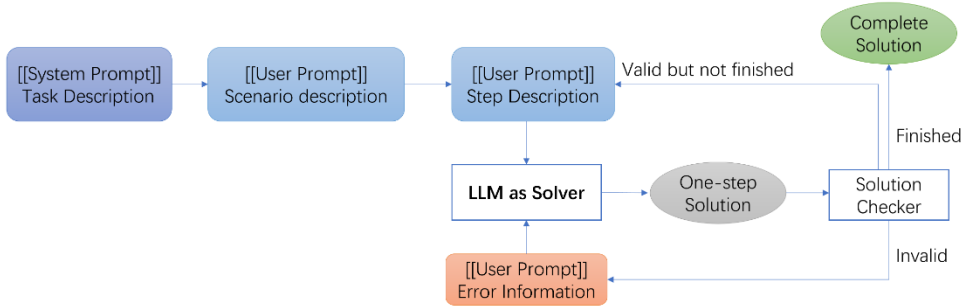 [[System Prompt]]
Task Description
[[User Prompt]]
Scenario description
[[User Prompt]]
Step Description
Valid but not finished
Complete
Solution
Finished
LLM as Solver
One-step
Solution
Solution
Checker
Invalid
[[User Prompt]]
Error Information